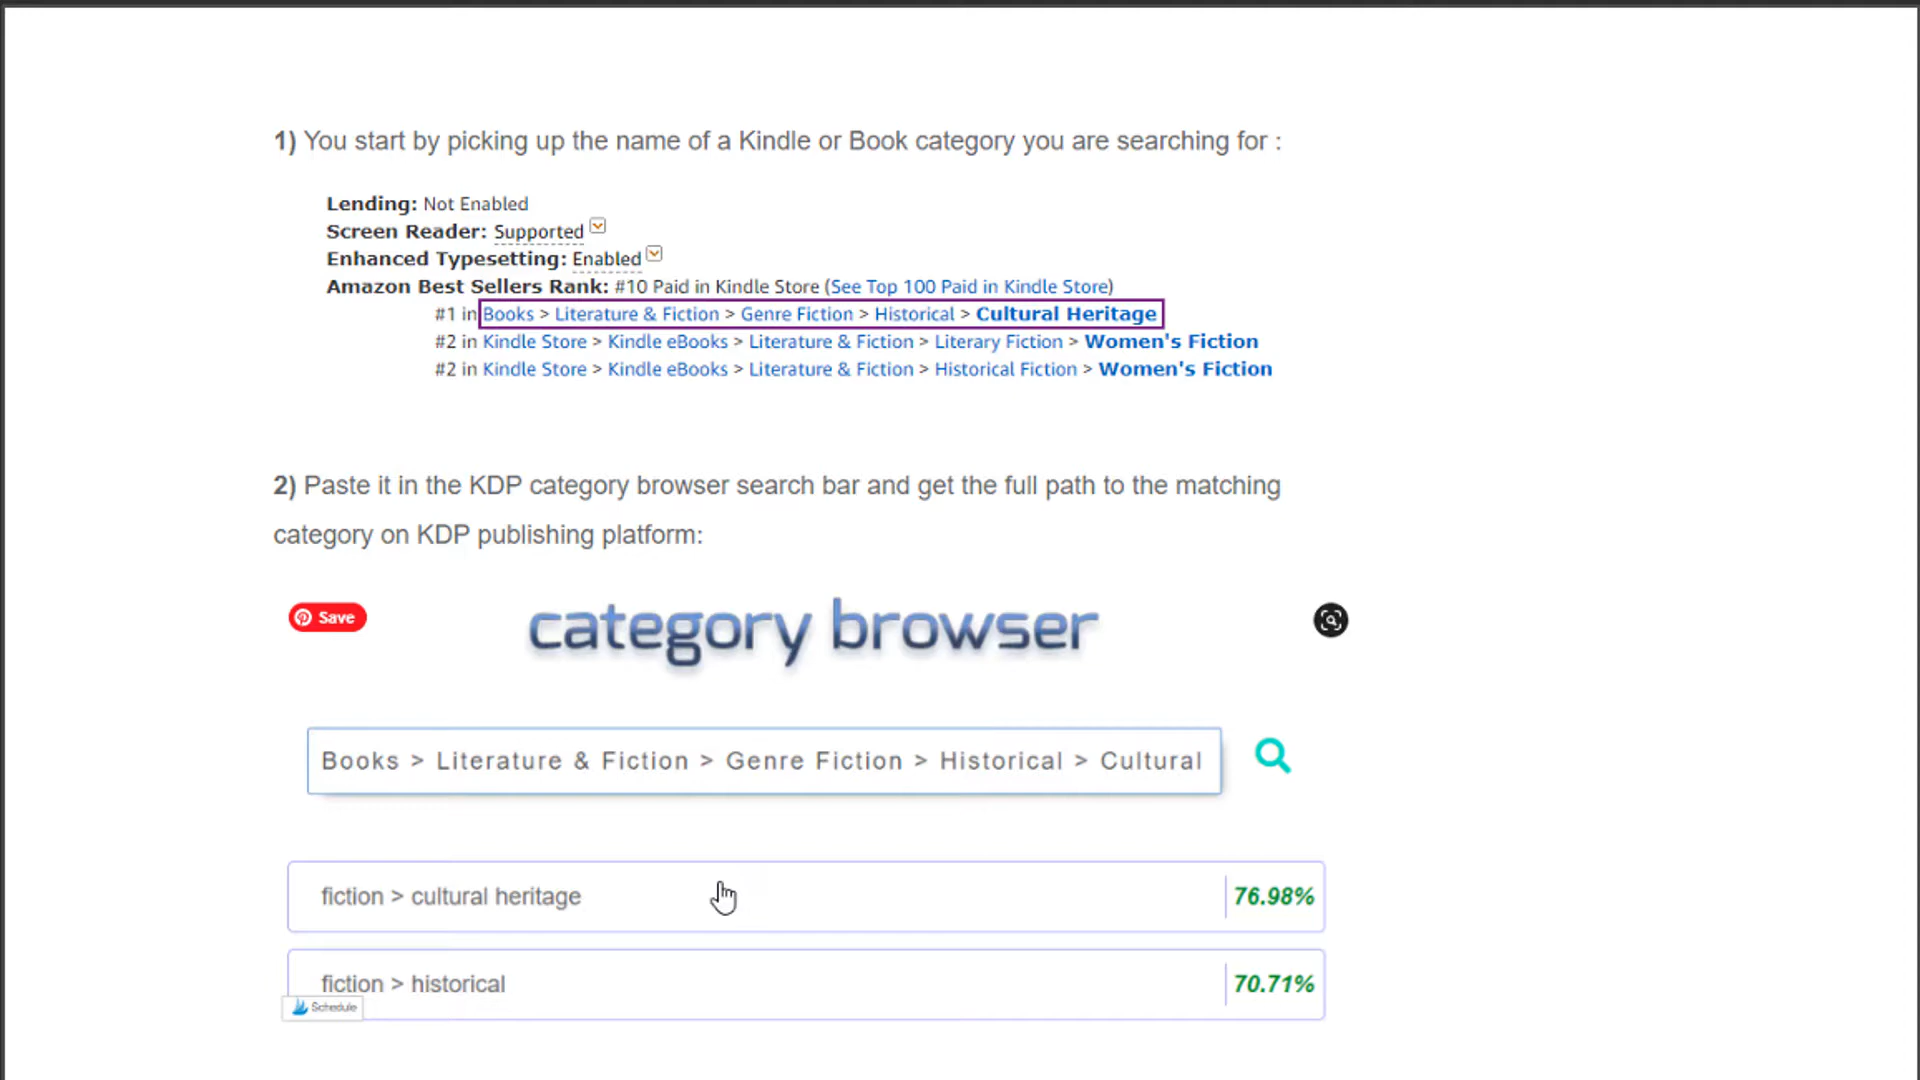 1) You start by picking up the name of a Kindle or Book category you are searching for :
Lending: Not Enabled
Screen Reader: Supported
Enhanced Typesetting: Enabled
Amazon Best Sellers Rank: #10 Paid in Kindle Store (See Top 100 Paid in Kindle Store)
#1 in Books > Literature & Fiction > Genre Fiction > Historical > Cultural Heritage
#2 in Kindle Store > Kindle eBooks > Literature & Fiction > Literary Fiction > Women's Fiction
#2 in Kindle Store > Kindle eBooks > Literature & Fiction > Historical Fiction > Women's Fiction
2) Paste it in the KDP category browser search bar and get the full path to the matching
category on KDP publishing platform:
Save
category browser
Books > Literature & Fiction > Genre Fiction > Historical > Cultural
fiction > cultural heritage 76.98%
fiction > historical 70.71%
Schedule